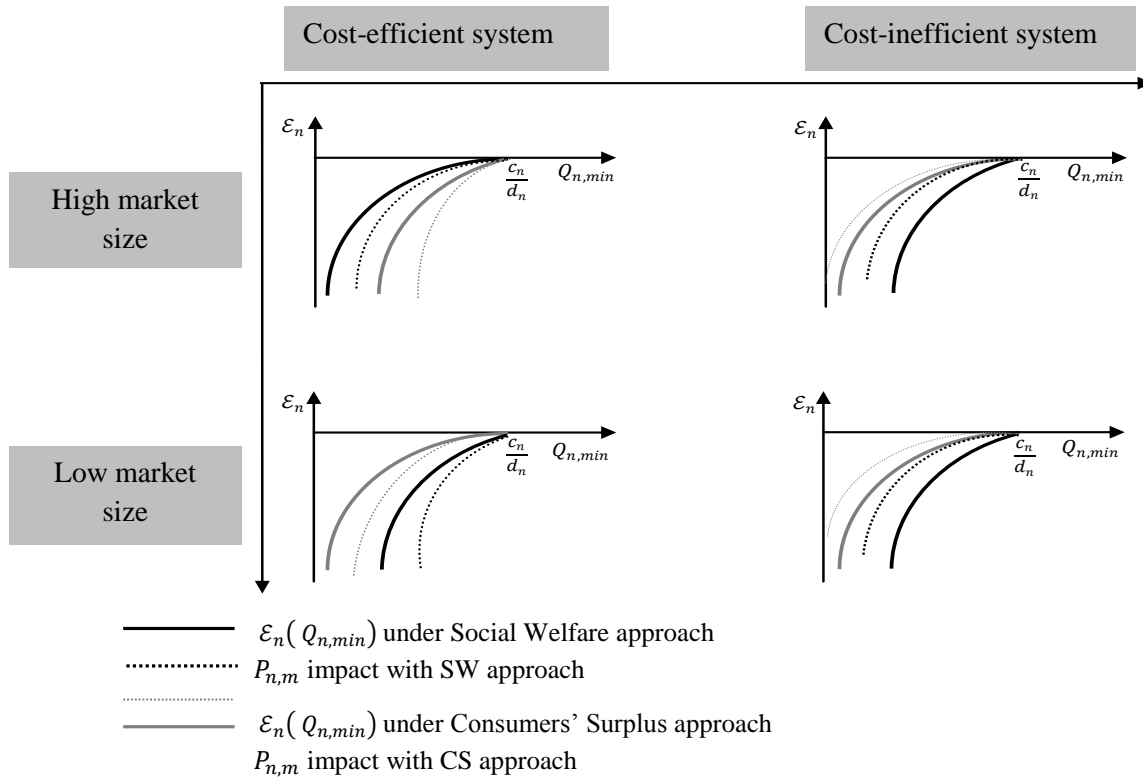 Cost-efficient system
Cost-inefficient system
High market
size
ℰn
cn
dn
Qn,min
ℰn
cn
dn
Qn,min
Low market
size
ℰn
cn
dn
Qn,min
ℰn
cn
dn
Qn,min
ℰn( Qn,min) under Social Welfare approach
Pn,m impact with SW approach
ℰn( Qn,min) under Consumers’ Surplus approach
Pn,m impact with CS approach